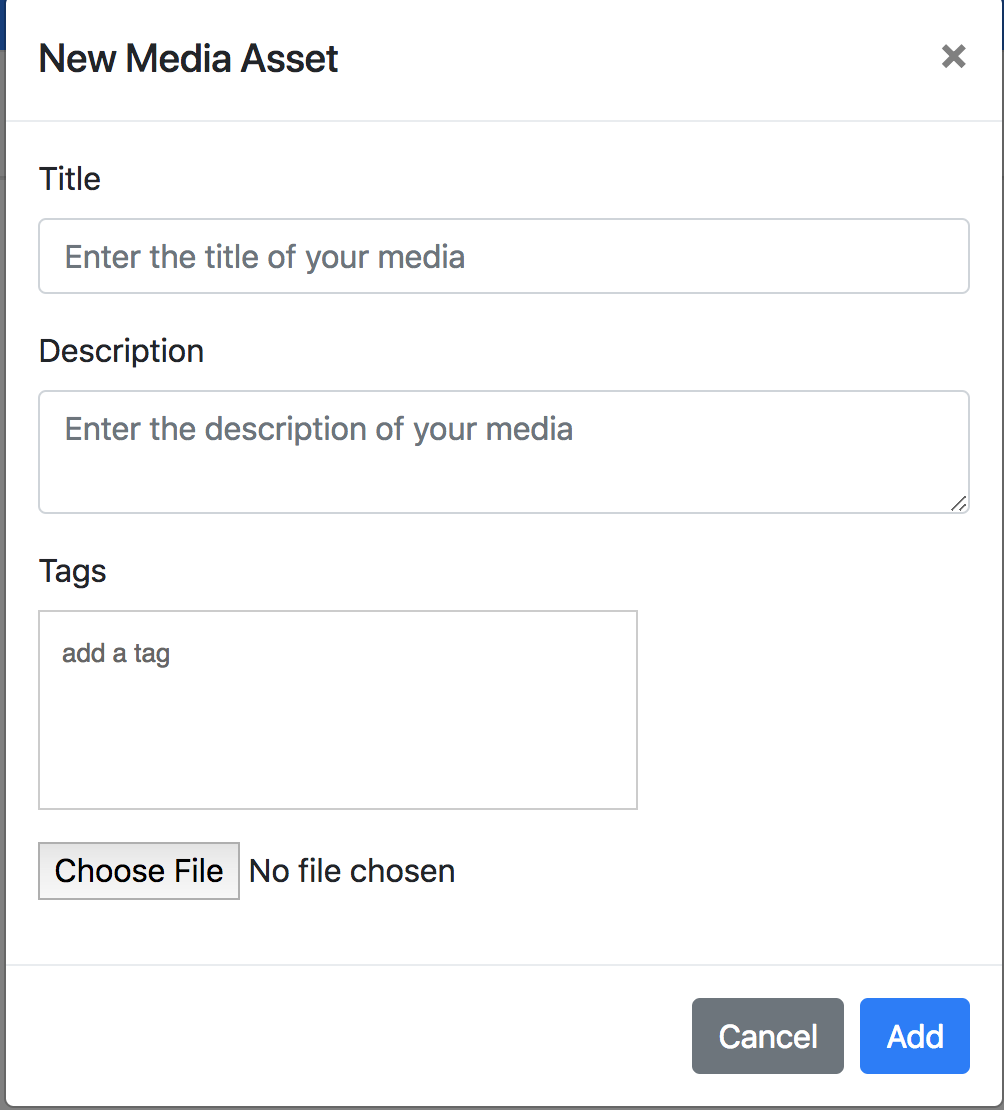 New Media Asset ×
Title
Enter the title of your media
Description
Enter the description of your media
Tags
add a tag
Choose File No file chosen
Cancel Add